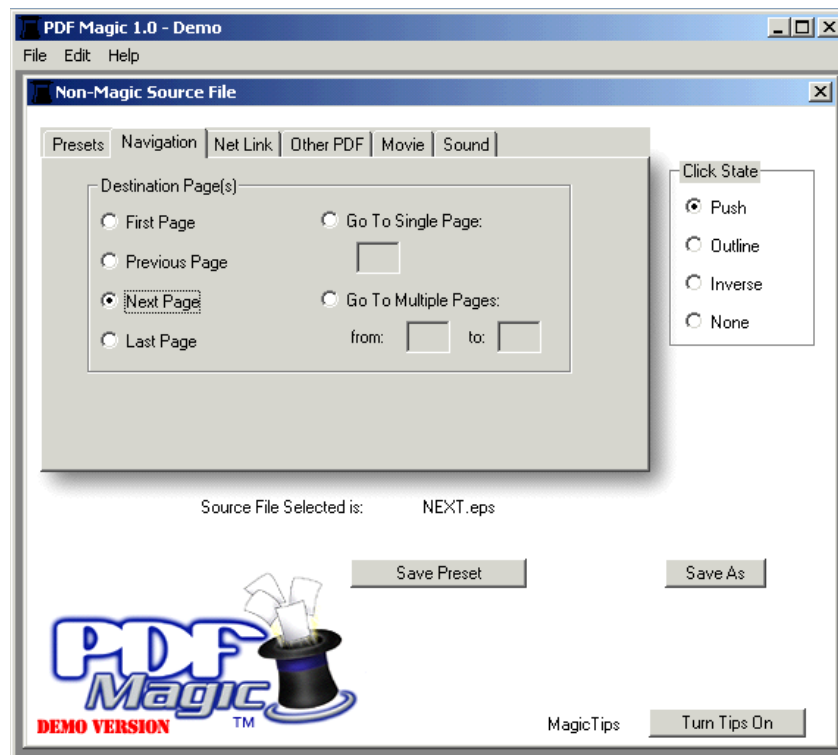 PDF Magic 1.0 - Demo
File Edit Help
Non-Magic Source File
Presets Navigation Net Link Other PDF Movie Sound
Destination Page(s)
First Page
Previous Page
Next Page
Last Page
Go To Single Page:
Go To Multiple Pages:
from: to:
Click State
Push
Outline
Inverse
None
Source File Selected is: NEXT.eps
Save Preset Save As
PDF
Magic
TM
DEMO VERSION
MagicTips Turn Tips On